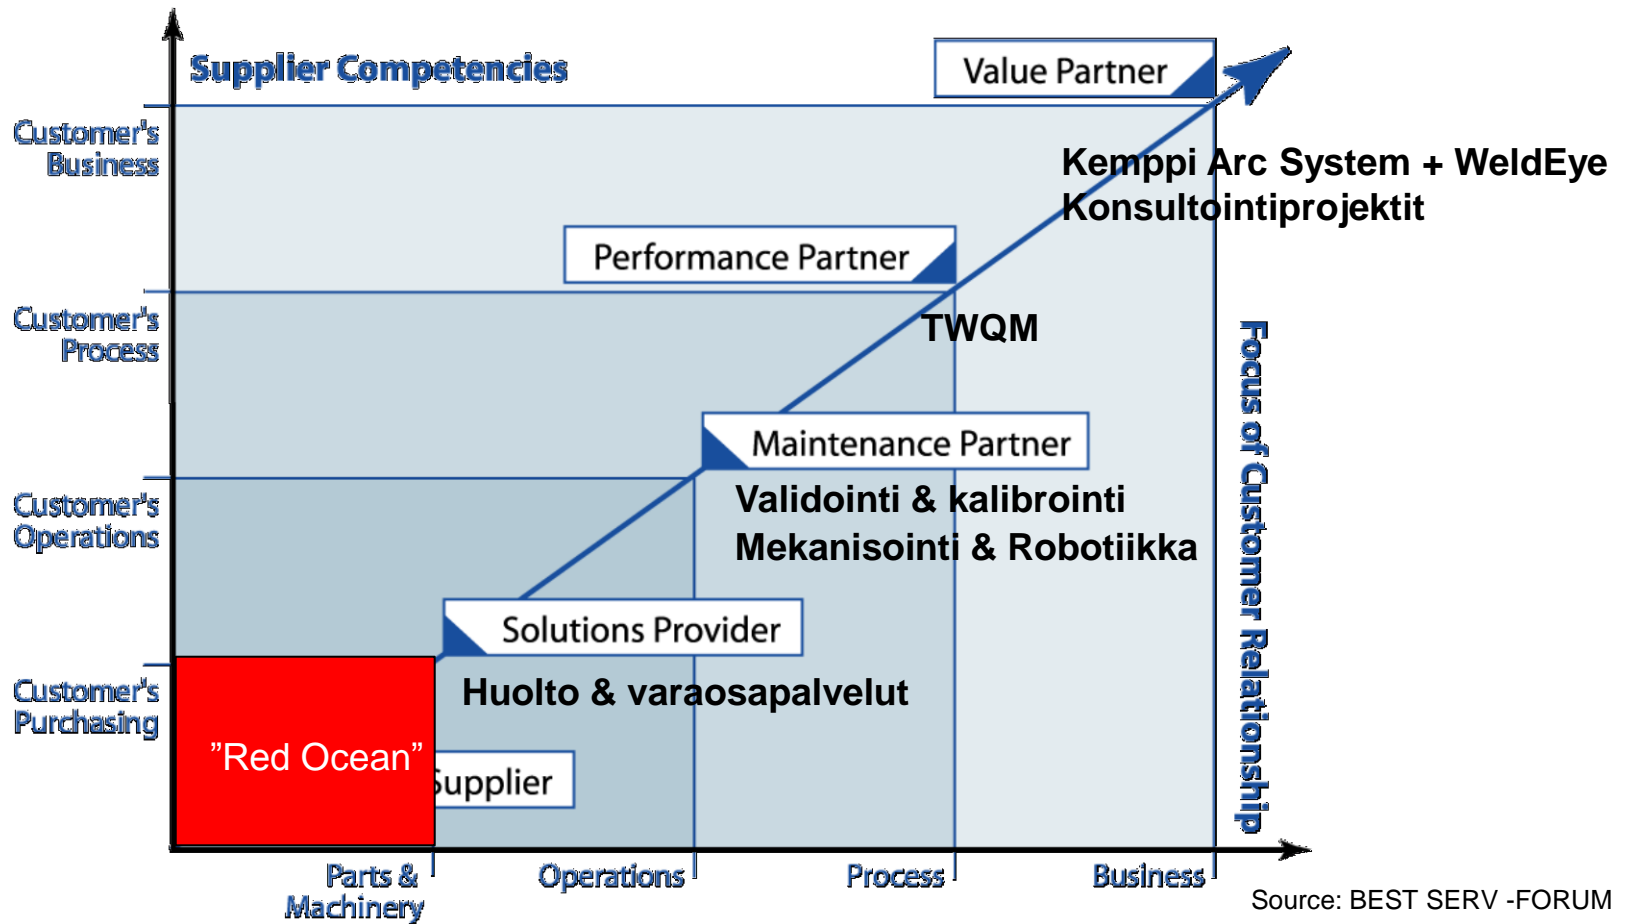 Supplier Competencies
Value Partner
Customer's
Business
Kemppi Arc System + WeldEye
Konsultointiprojektit
Performance Partner
Customer's
Process
TWQM
Focus of Customer Relationship
Maintenance Partner
Customer's
Operations
Validointi & kalibrointi
Mekanisointi & Robotiikka
Solutions Provider
Customer's
Purchasing
Huolto & varaosapalvelut
”Red Ocean”
Supplier
Parts &
Machinery
Operations
Process
Business
Source: BEST SERV -FORUM